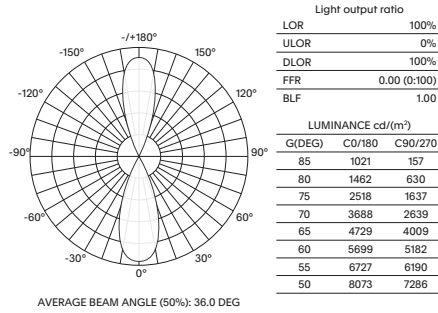 -/+180°
-150°
150°
-120°
120°
-90°
90°
-60°
60°
-30°
30°
0°
AVERAGE BEAM ANGLE (50%): 36.0 DEG
Light output ratio
LOR 100%
ULOR 0%
DLOR 100%
FFR 0.00 (0:100)
BLF 1.00
LUMINANCE cd/(m²)
G(DEG) C0/180 C90/270
85 1021 157
80 1462 630
75 2518 1637
70 3688 2639
65 4729 4009
60 5699 5182
55 6727 6190
50 8073 7286